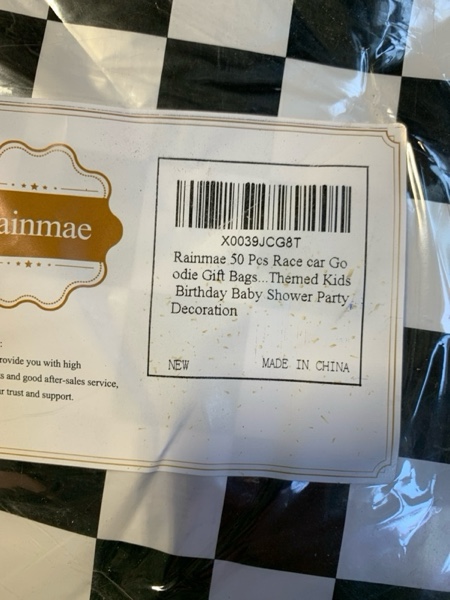 ainmae
:
rovide you with high
s and good after-sales service,
r trust and support.
X0039JCG8T
Rainmae 50 Pcs Race car Go
odie Gift Bags...Themed Kids
Birthday Baby Shower Party
Decoration
NEW MADE IN CHINA